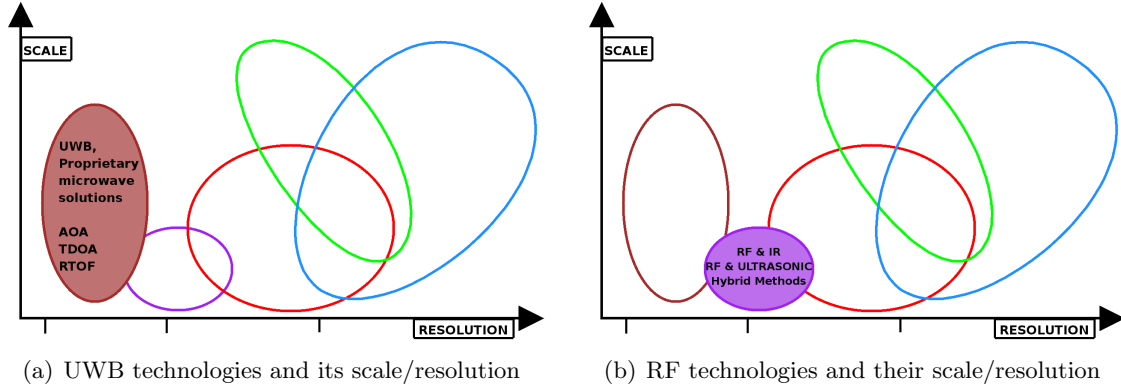 SCALE
UWB,
Proprietary
microwave
solutions
AOA
TDOA
RTOF
RESOLUTION
(a) UWB technologies and its scale/resolution
SCALE
RF & IR
RF & ULTRASONIC
Hybrid Methods
RESOLUTION
(b) RF technologies and their scale/resolution